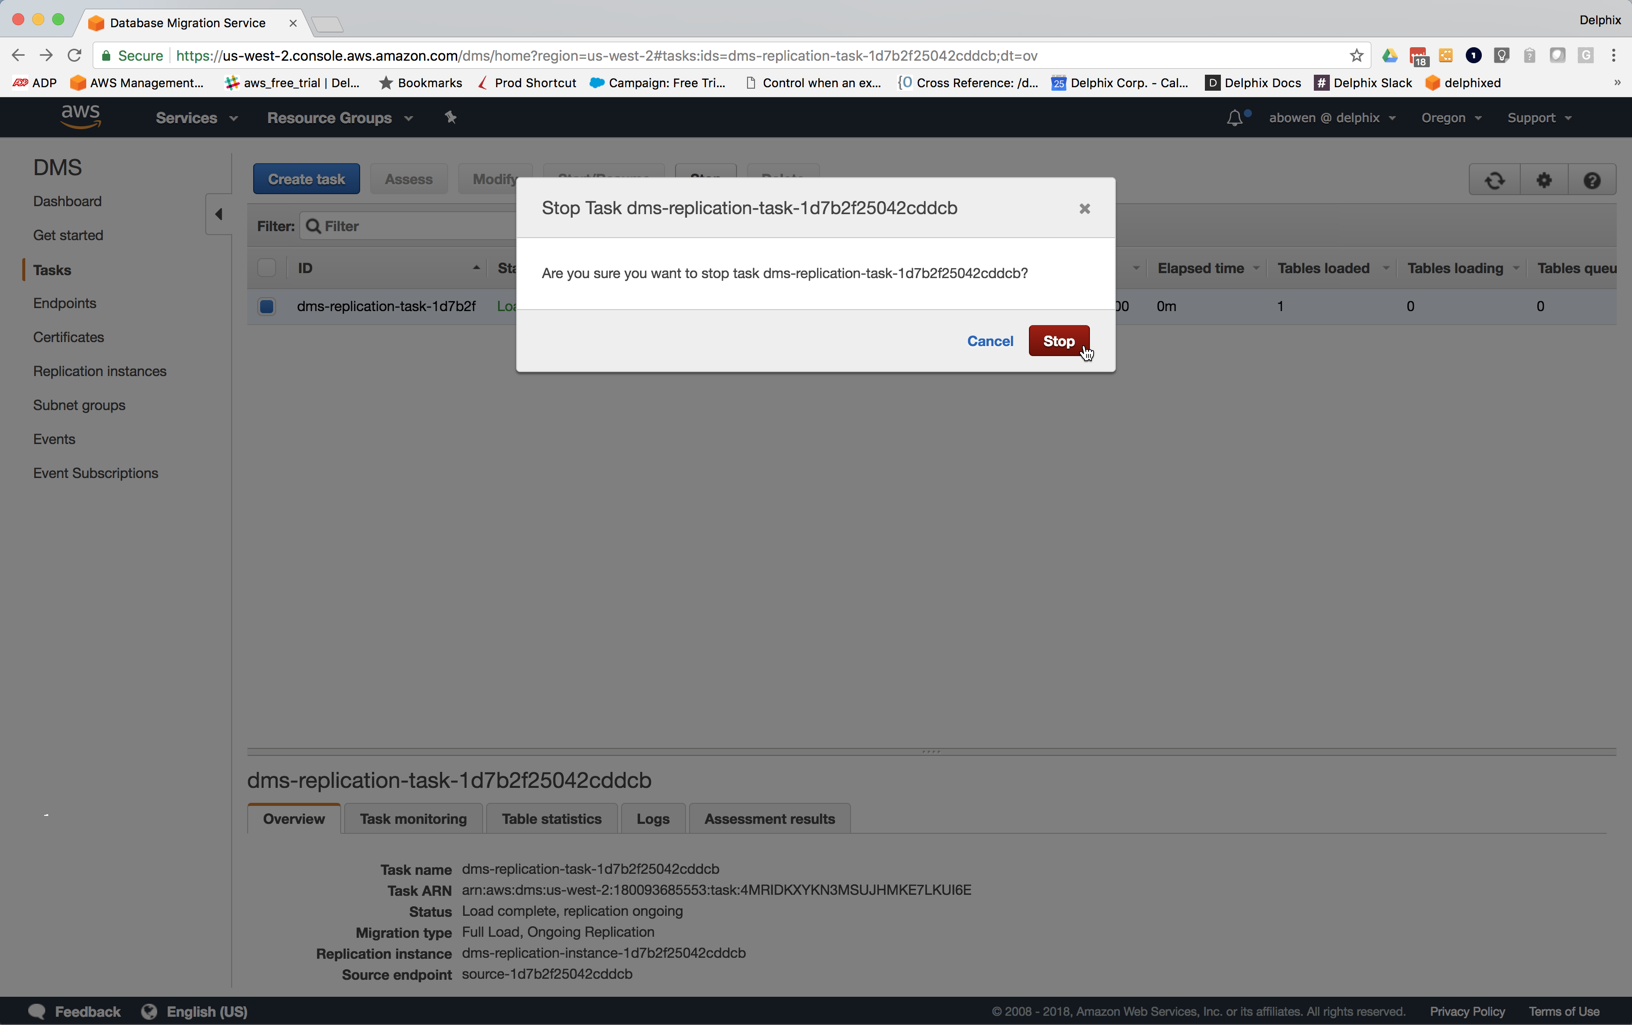 Database Migration Service
Delphix
Secure https://us-west-2.console.aws.amazon.com/dms/home?region=us-west-2#tasks:ids=dms-replication-task-1d7b2f25042cddcb;dt=ov
18
1
G
ADP AWS Management... aws_free_trial | Del... Bookmarks Prod Shortcut Campaign: Free Tri... Control when an ex... {O Cross Reference: /d... 25 Delphix Corp. - Cal... D Delphix Docs # Delphix Slack delphixed »
aws Services Resource Groups abowen @ delphix Oregon Support
DMS
Dashboard
Get started
Tasks
Endpoints
Certificates
Replication instances
Subnet groups
Events
Event Subscriptions
Create task Assess Modify Start/Resume Stop Delete
Filter: Filter
ID Sta Elapsed time Tables loaded Tables loading Tables queu
dms-replication-task-1d7b2f Loa 00 0m 1 0 0
Stop Task dms-replication-task-1d7b2f25042cddcb
Are you sure you want to stop task dms-replication-task-1d7b2f25042cddcb?
Cancel Stop
dms-replication-task-1d7b2f25042cddcb
Overview Task monitoring Table statistics Logs Assessment results
Task name dms-replication-task-1d7b2f25042cddcb
Task ARN arn:aws:dms:us-west-2:180093685553:task:4MRIDKXYKN3MSUJHMKE7LKUI6E
Status Load complete, replication ongoing
Migration type Full Load, Ongoing Replication
Replication instance dms-replication-instance-1d7b2f25042cddcb
Source endpoint source-1d7b2f25042cddcb
Feedback English (US) © 2008 - 2018, Amazon Web Services, Inc. or its affiliates. All rights reserved. Privacy Policy Terms of Use